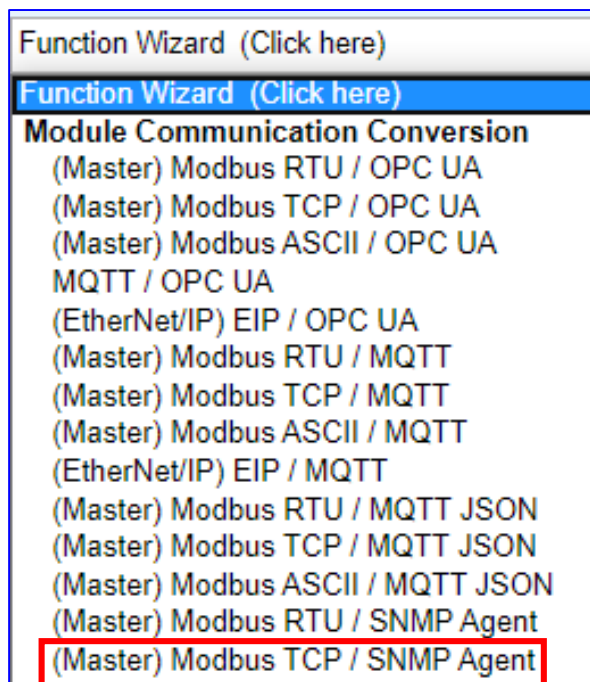 Function Wizard (Click here)
Function Wizard (Click here)
Module Communication Conversion
(Master) Modbus RTU / OPC UA
(Master) Modbus TCP / OPC UA
(Master) Modbus ASCII / OPC UA
MQTT / OPC UA
(EtherNet/IP) EIP / OPC UA
(Master) Modbus RTU / MQTT
(Master) Modbus TCP / MQTT
(Master) Modbus ASCII / MQTT
(EtherNet/IP) EIP / MQTT
(Master) Modbus RTU / MQTT JSON
(Master) Modbus TCP / MQTT JSON
(Master) Modbus ASCII / MQTT JSON
(Master) Modbus RTU / SNMP Agent
(Master) Modbus TCP / SNMP Agent